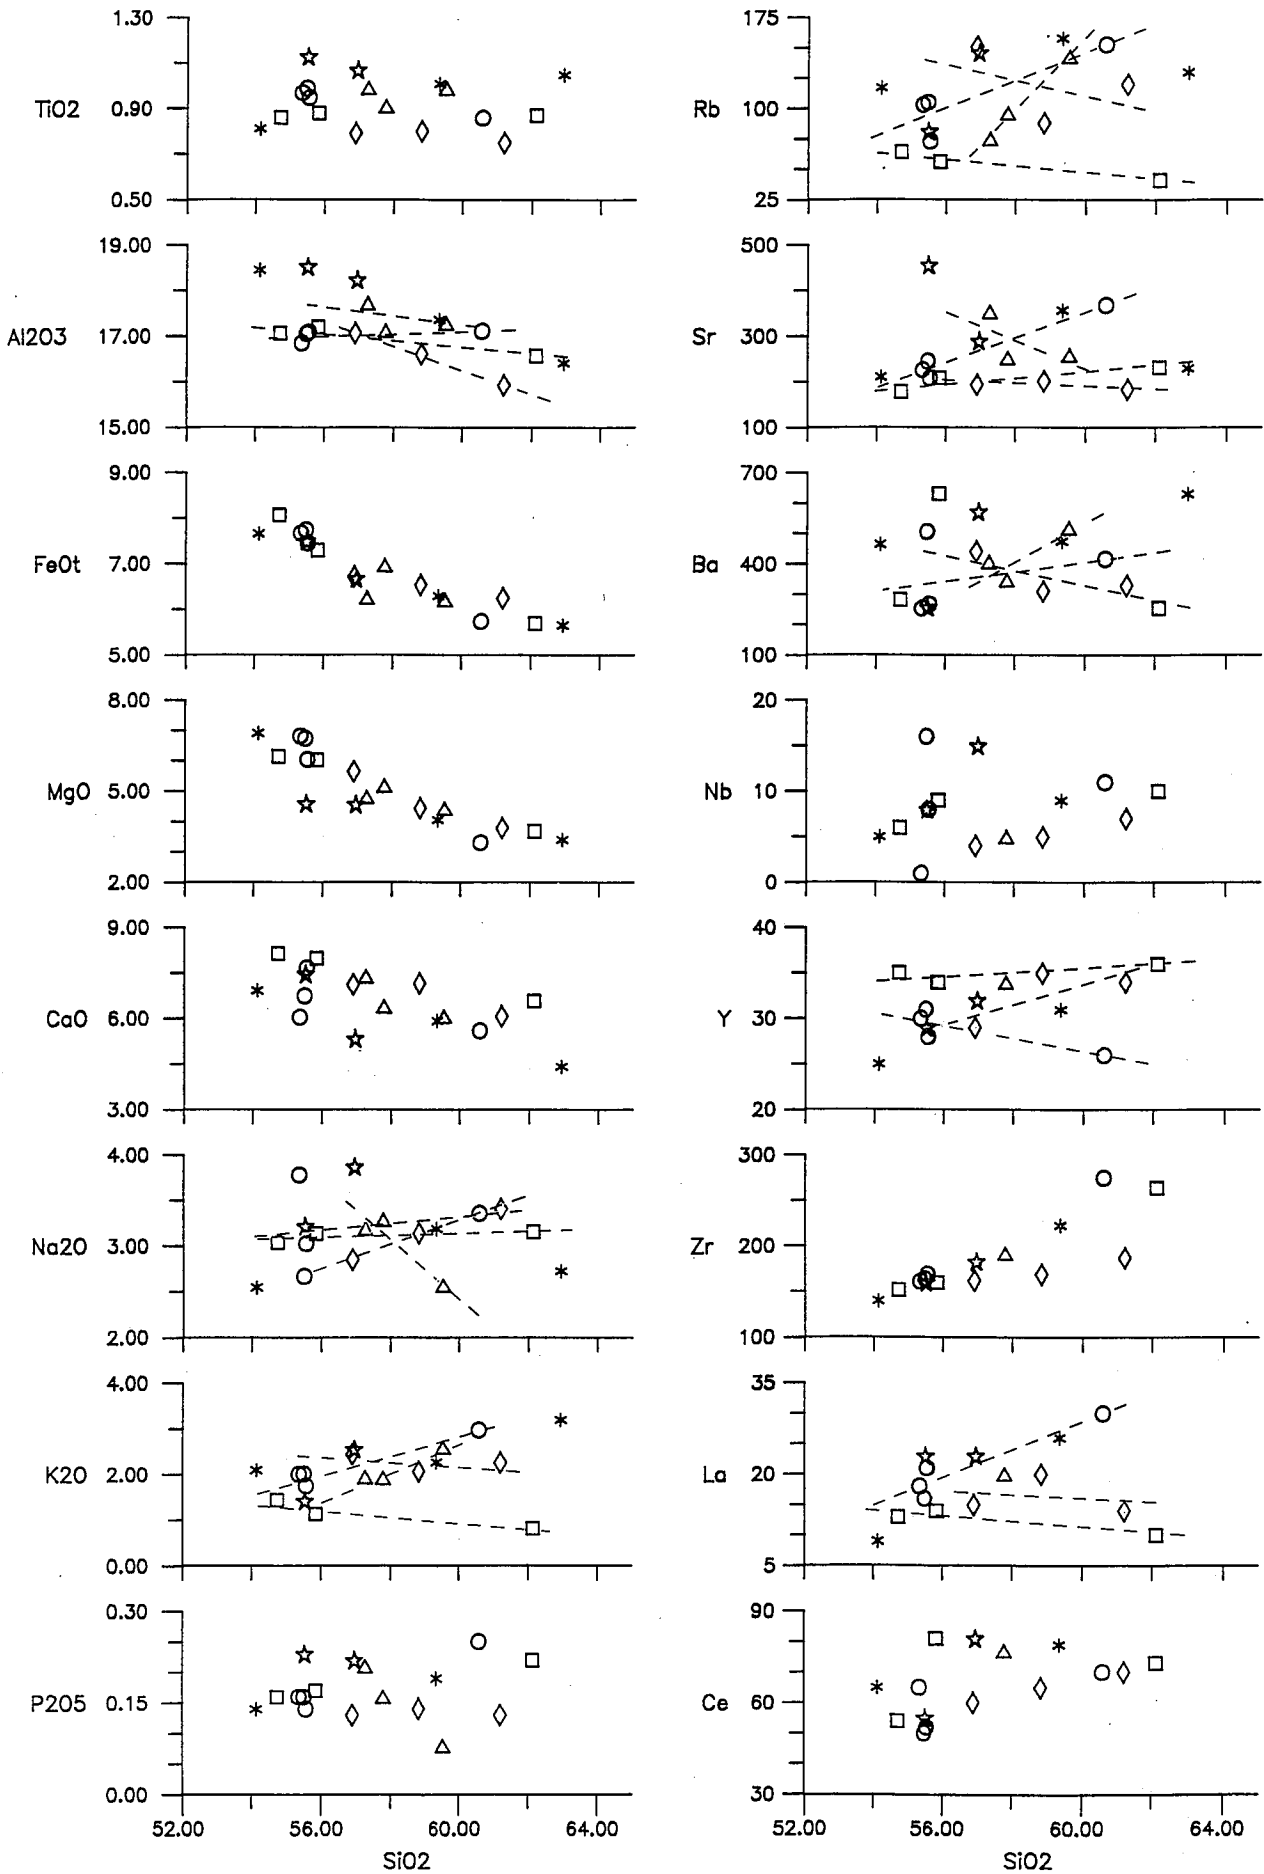 1.30
TiO2 0.90
0.50
175
Rb 100
25
19.00
Al2O3 17.00
15.00
500
Sr 300
100
9.00
FeOt 7.00
5.00
700
Ba 400
100
8.00
MgO 5.00
2.00
20
Nb 10
0
9.00
CaO 6.00
3.00
40
Y 30
20
4.00
Na2O 3.00
2.00
300
Zr 200
100
4.00
K2O 2.00
0.00
35
La 20
5
0.30
P2O5 0.15
0.00
90
Ce 60
30
52.00 56.00 60.00 64.00
SiO2
52.00 56.00 60.00 64.00
SiO2